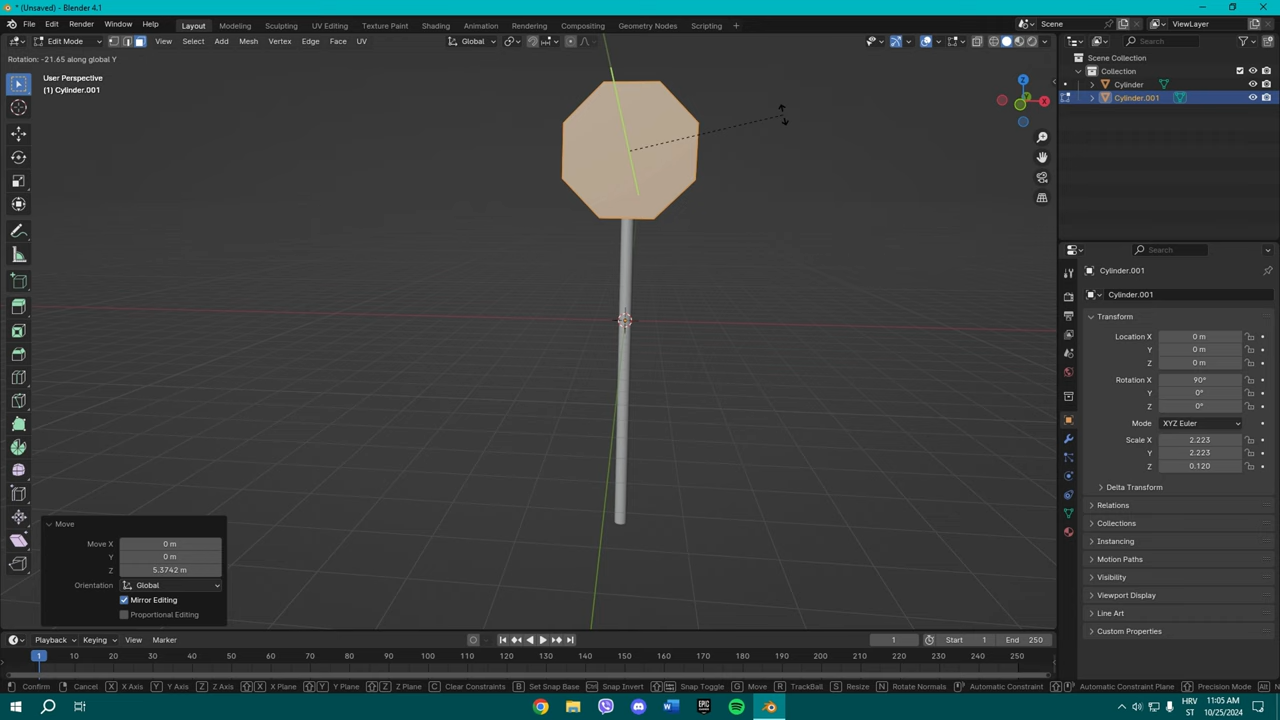 * (Unsaved) - Blender 4.1
File Edit Render Window Help Layout Modeling Sculpting UV Editing Texture Paint Shading Animation Rendering Compositing Geometry Nodes Scripting + Scene ViewLayer
Edit Mode View Select Add Mesh Vertex Edge Face UV Global Search
Rotation: -21.65 along global Y
User Perspective
(1) Cylinder.001
Z
Y
X
Scene Collection
Collection
Cylinder
Cylinder.001
Search
Cylinder.001
Cylinder.001
Transform
Location X 0 m
Y 0 m
Z 0 m
Rotation X 90°
Y 0°
Z 0°
Mode XYZ Euler
Scale X 2.223
Y 2.223
Z 0.120
Delta Transform
Relations
Collections
Instancing
Motion Paths
Visibility
Viewport Display
Line Art
Custom Properties
Move
Move X 0 m
Y 0 m
Z 5.3742 m
Orientation Global
Mirror Editing
Proportional Editing
Playback Keying View Marker 1 Start 1 End 250
1 10 20 30 40 50 60 70 80 90 100 110 120 130 140 150 160 170 180 190 200 210 220 230 240 250
Confirm Cancel X X Axis Y Y Axis Z Z Axis X X Plane Y Y Plane Z Z Plane C Clear Constraints B Set Snap Base Ctrl Snap Invert Snap Toggle G Move R TrackBall S Resize N Rotate Normals Automatic Constraint Automatic Constraint Plane Precision Mode Alt
HRV
ST
11:05 AM
10/25/2024